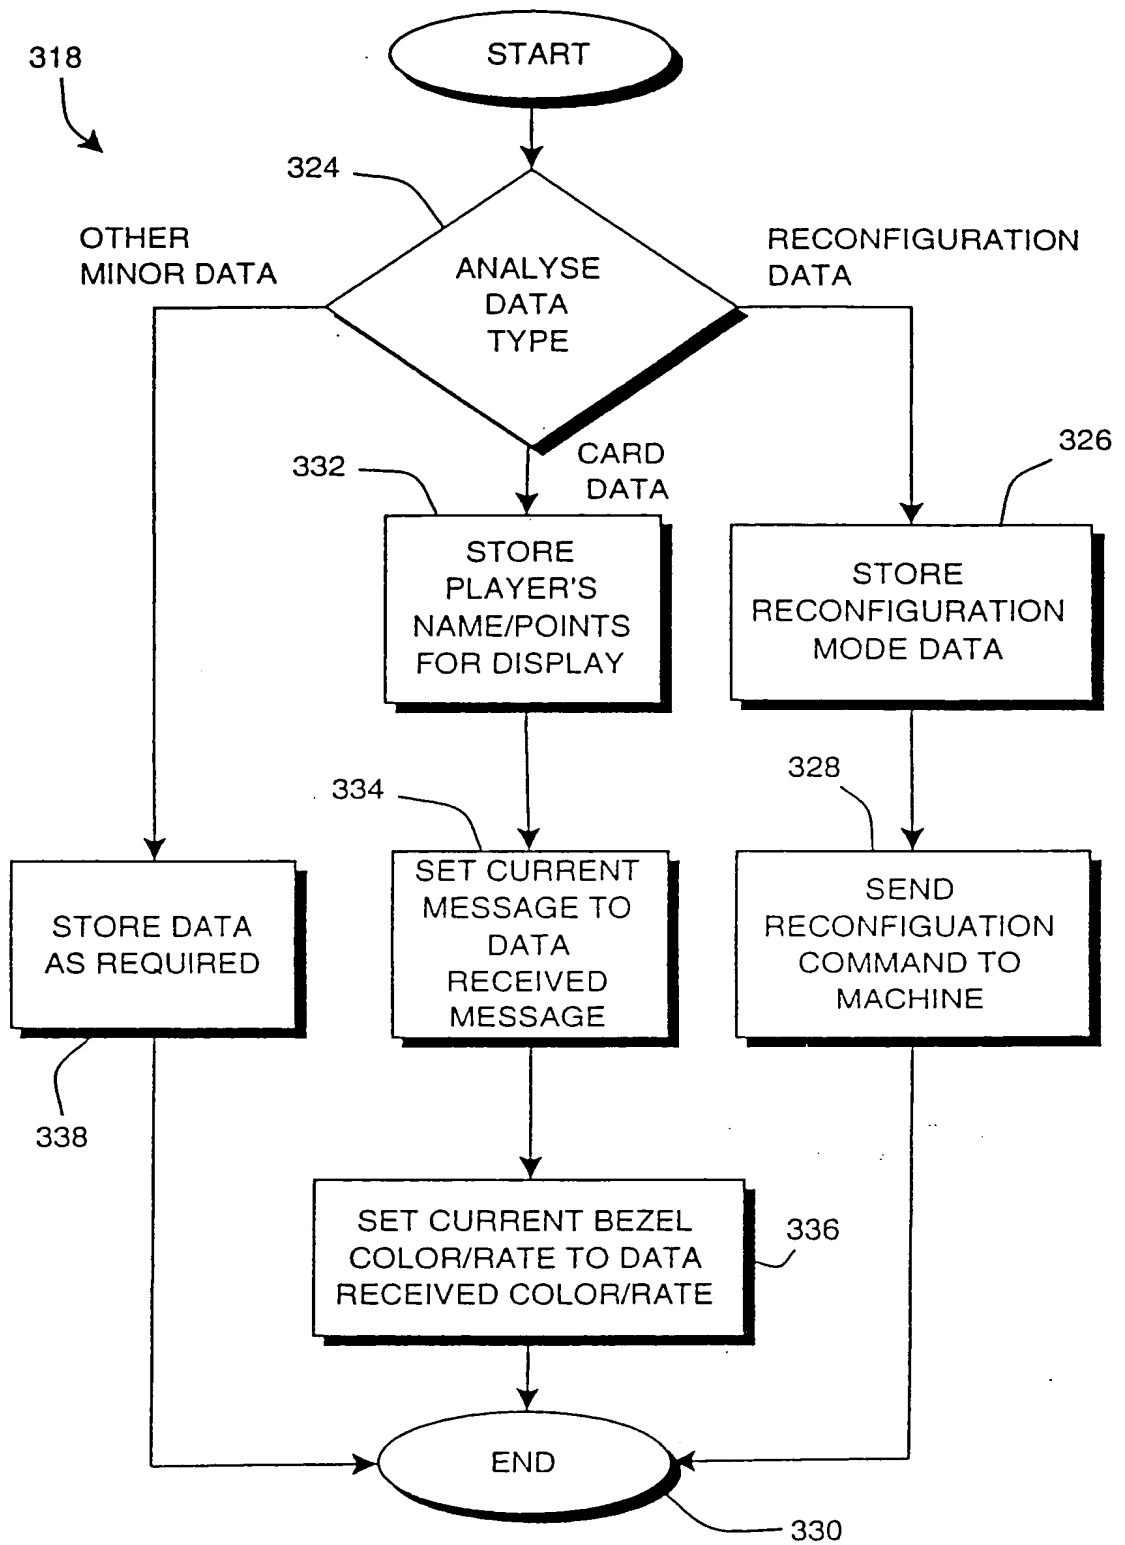 START
318
324
OTHER
MINOR DATA
RECONFIGURATION
DATA
ANALYSE
DATA
TYPE
CARD
DATA
332
326
STORE
PLAYER'S
NAME/POINTS
FOR DISPLAY
STORE
RECONFIGURATION
MODE DATA
334
328
STORE DATA
AS REQUIRED
SET CURRENT
MESSAGE TO
DATA
RECEIVED
MESSAGE
SEND
RECONFIGUATION
COMMAND TO
MACHINE
338
SET CURRENT BEZEL
COLOR/RATE TO DATA
RECEIVED COLOR/RATE
336
END
330